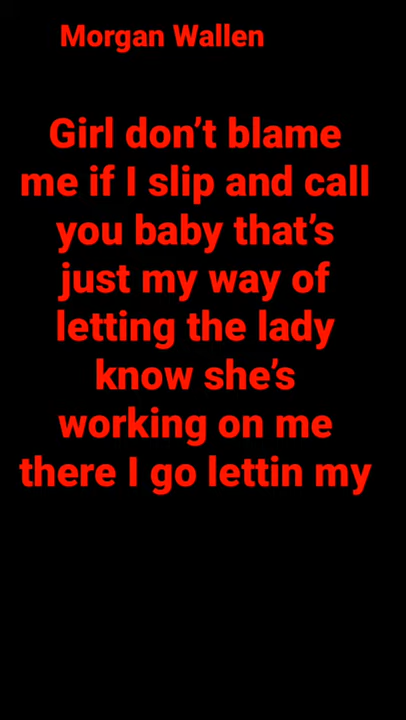 Morgan Wallen
Girl don’t blame
me if I slip and call
you baby that’s
just my way of
letting the lady
know she’s
working on me
there I go lettin my